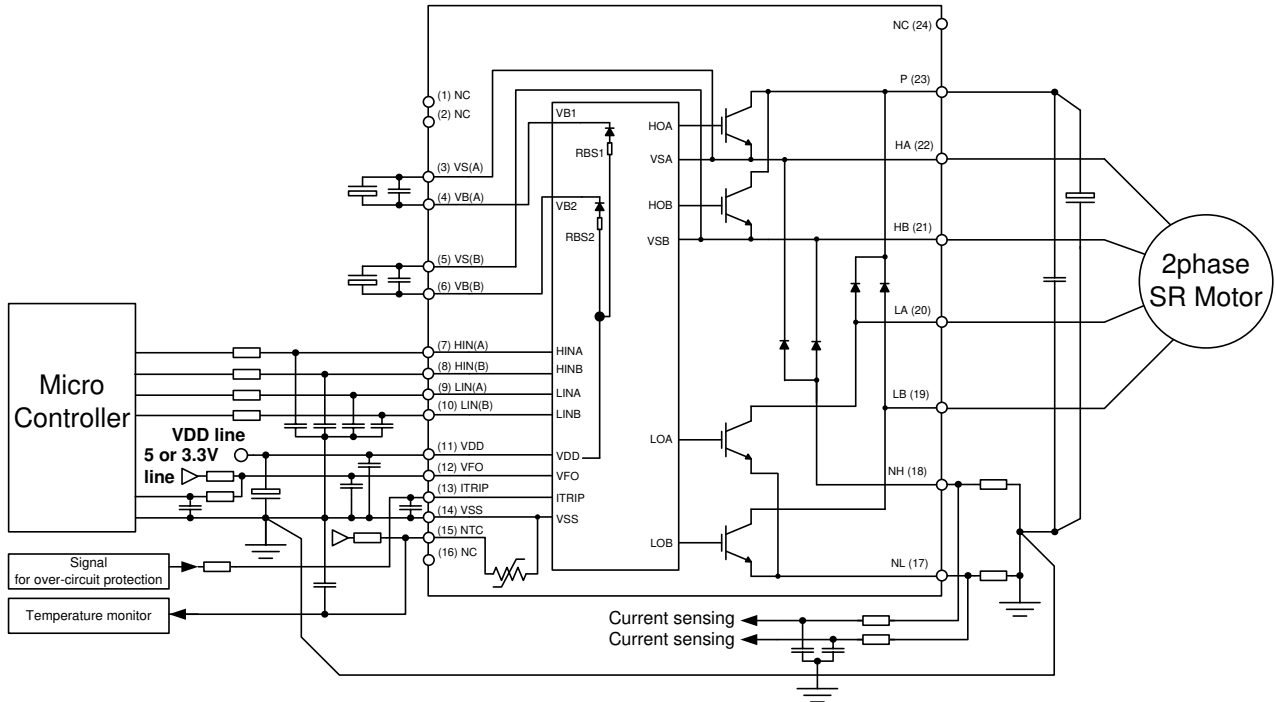 NC (24)
P (23)
HA (22)
HB (21)
LA (20)
LB (19)
NH (18)
NL (17)
(1) NC
(2) NC
(3) VS(A)
(4) VB(A)
(5) VS(B)
(6) VB(B)
(7) HIN(A)
(8) HIN(B)
(9) LIN(A)
(10) LIN(B)
(11) VDD
(12) VFO
(13) ITRIP
(14) VSS
(15) NTC
(16) NC
VB1
RBS1
VB2
RBS2
HINA
HINB
LINA
LINB
VDD
VFO
ITRIP
VSS
HOA
VSA
HOB
VSB
LOA
LOB
2phase
SR Motor
Micro
Controller
VDD line
5 or 3.3V
line
Signal
for over-circuit protection
Temperature monitor
Current sensing
Current sensing